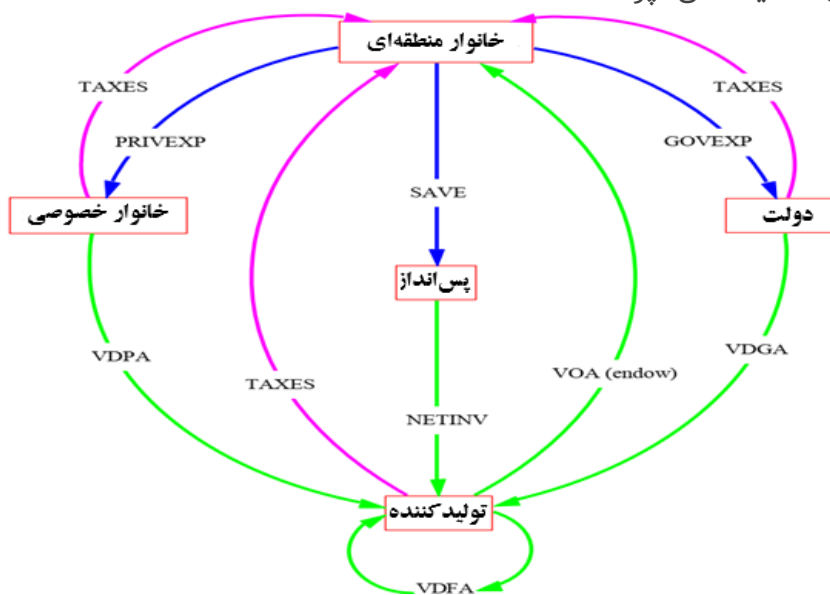 خانوار منطقه‌ای
TAXES
TAXES
PRIVEXP
GOVEXP
SAVE
خانوار خصوصی
دولت
پس‌انداز
VDPA
VDGA
TAXES
VOA (endow)
NETINV
تولیدکننده
VDFA